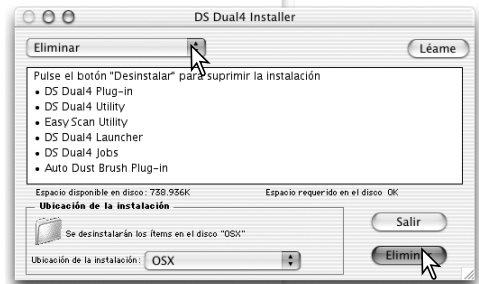 DS Dual4 Installer
Eliminar
Léame
Pulse el botón "Desinstalar" para suprimir la instalación
• DS Dual4 Plug-in
• DS Dual4 Utility
• Easy Scan Utility
• DS Dual4 Launcher
• DS Dual4 Jobs
• Auto Dust Brush Plug-in
Espacio disponible en disco: 738.936K Espacio requerido en el disco 0K
Ubicación de la instalación
Se desinstalarán los ítems en el disco "OSX"
Salir
Ubicación de la instalación: OSX
Eliminar